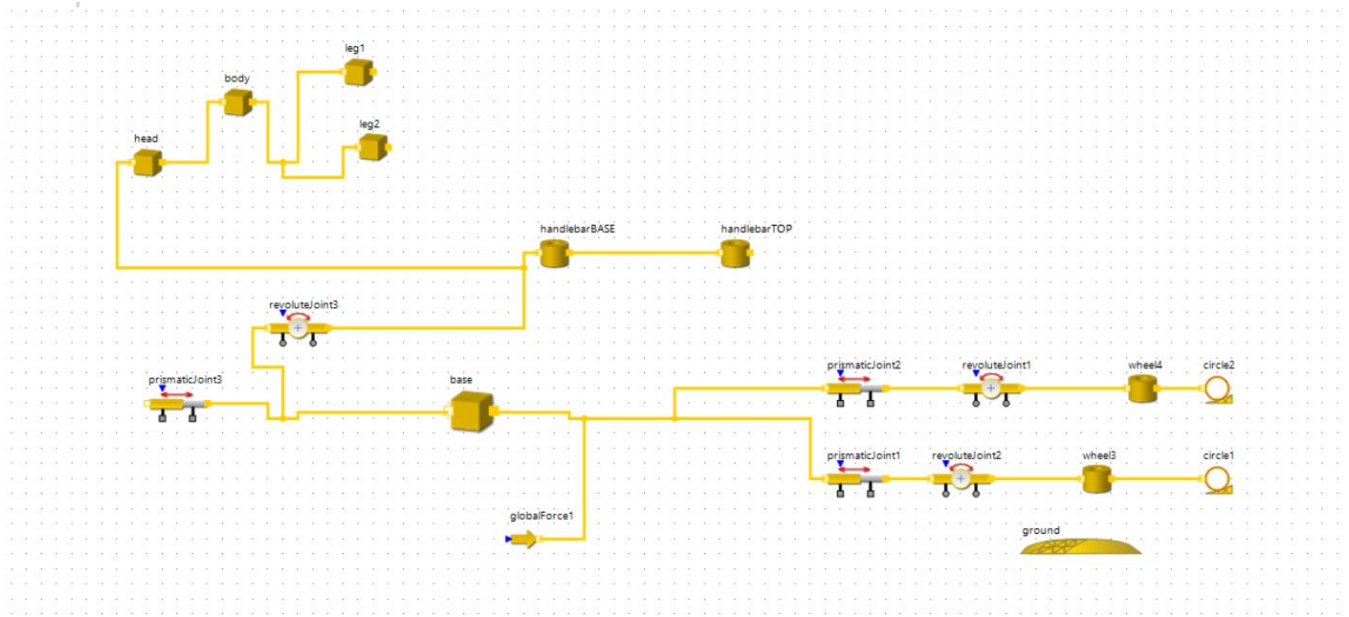 leg1
body
leg2
head
handlebarBASE
handlebarTOP
revoluteJoint3
prismaticJoint3
base
prismaticJoint2
revoluteJoint1
wheel4
circle2
prismaticJoint1
revoluteJoint2
wheel3
circle1
globalForce1
ground